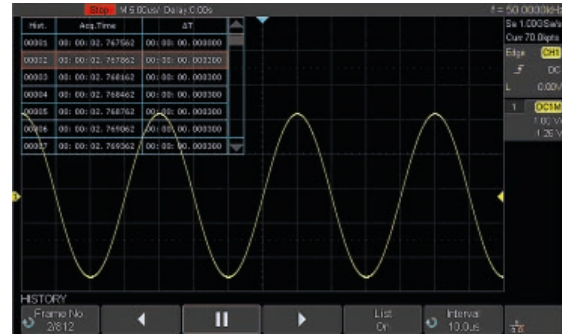 Stop M 5.00us/ Delay 0.00s f = 50.0000kHz
Sa 1.00GSa/s
Curr 70.0kpts
Edge CH1
DC
L 0.00V
1 DC1M
1.00 V/
Hist. Acq.Time ΔT
00001 00: 00: 02. 767562 00: 00: 00. 000000
00002 00: 00: 02. 767862 00: 00: 00. 000300
00003 00: 00: 02. 768162 00: 00: 00. 000300
00004 00: 00: 02. 768462 00: 00: 00. 000300
00005 00: 00: 02. 768762 00: 00: 00. 000300
00006 00: 00: 02. 769062 00: 00: 00. 000300
00007 00: 00: 02. 769362 00: 00: 00. 000300
HISTORY
Frame No. List Interval
2/812 On 10.0us